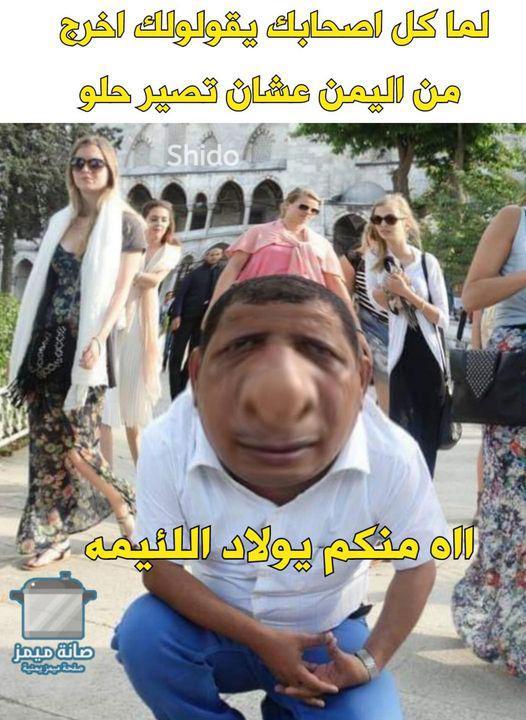 لما كل اصحابك يقولولك اخرج
من اليمن عشان تصير حلو
Shido
ااه منكم يولاد اللئيمه
صانة ميمز
صفحة ميمز يمنية